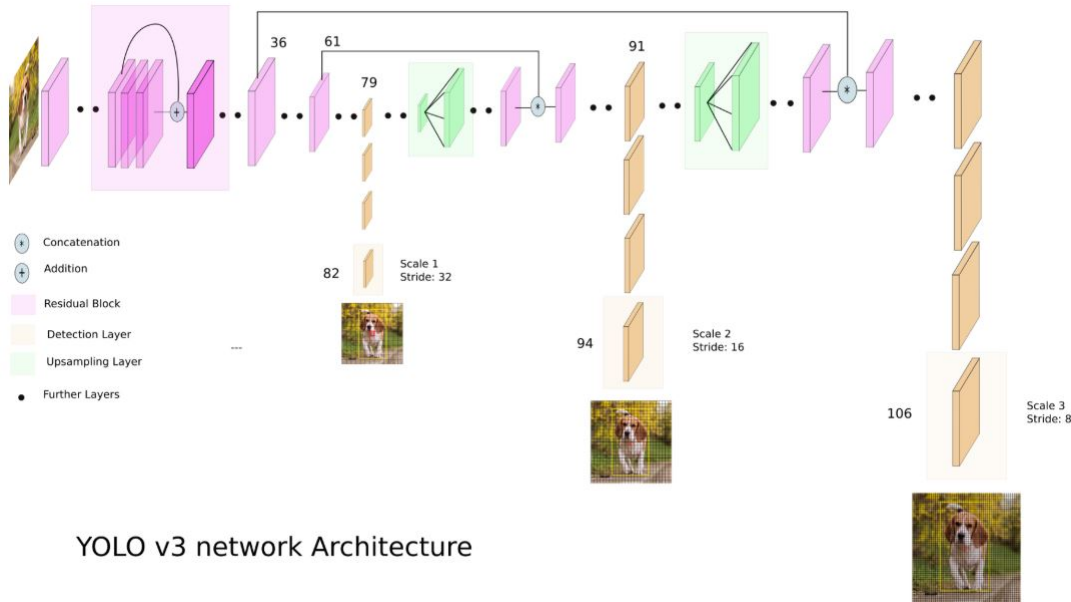 36
61
79
91
+
*
*
* Concatenation
+ Addition
Residual Block
Detection Layer
Upsampling Layer
Further Layers
---
82
Scale 1
Stride: 32
94
Scale 2
Stride: 16
106
Scale 3
Stride: 8
YOLO v3 network Architecture